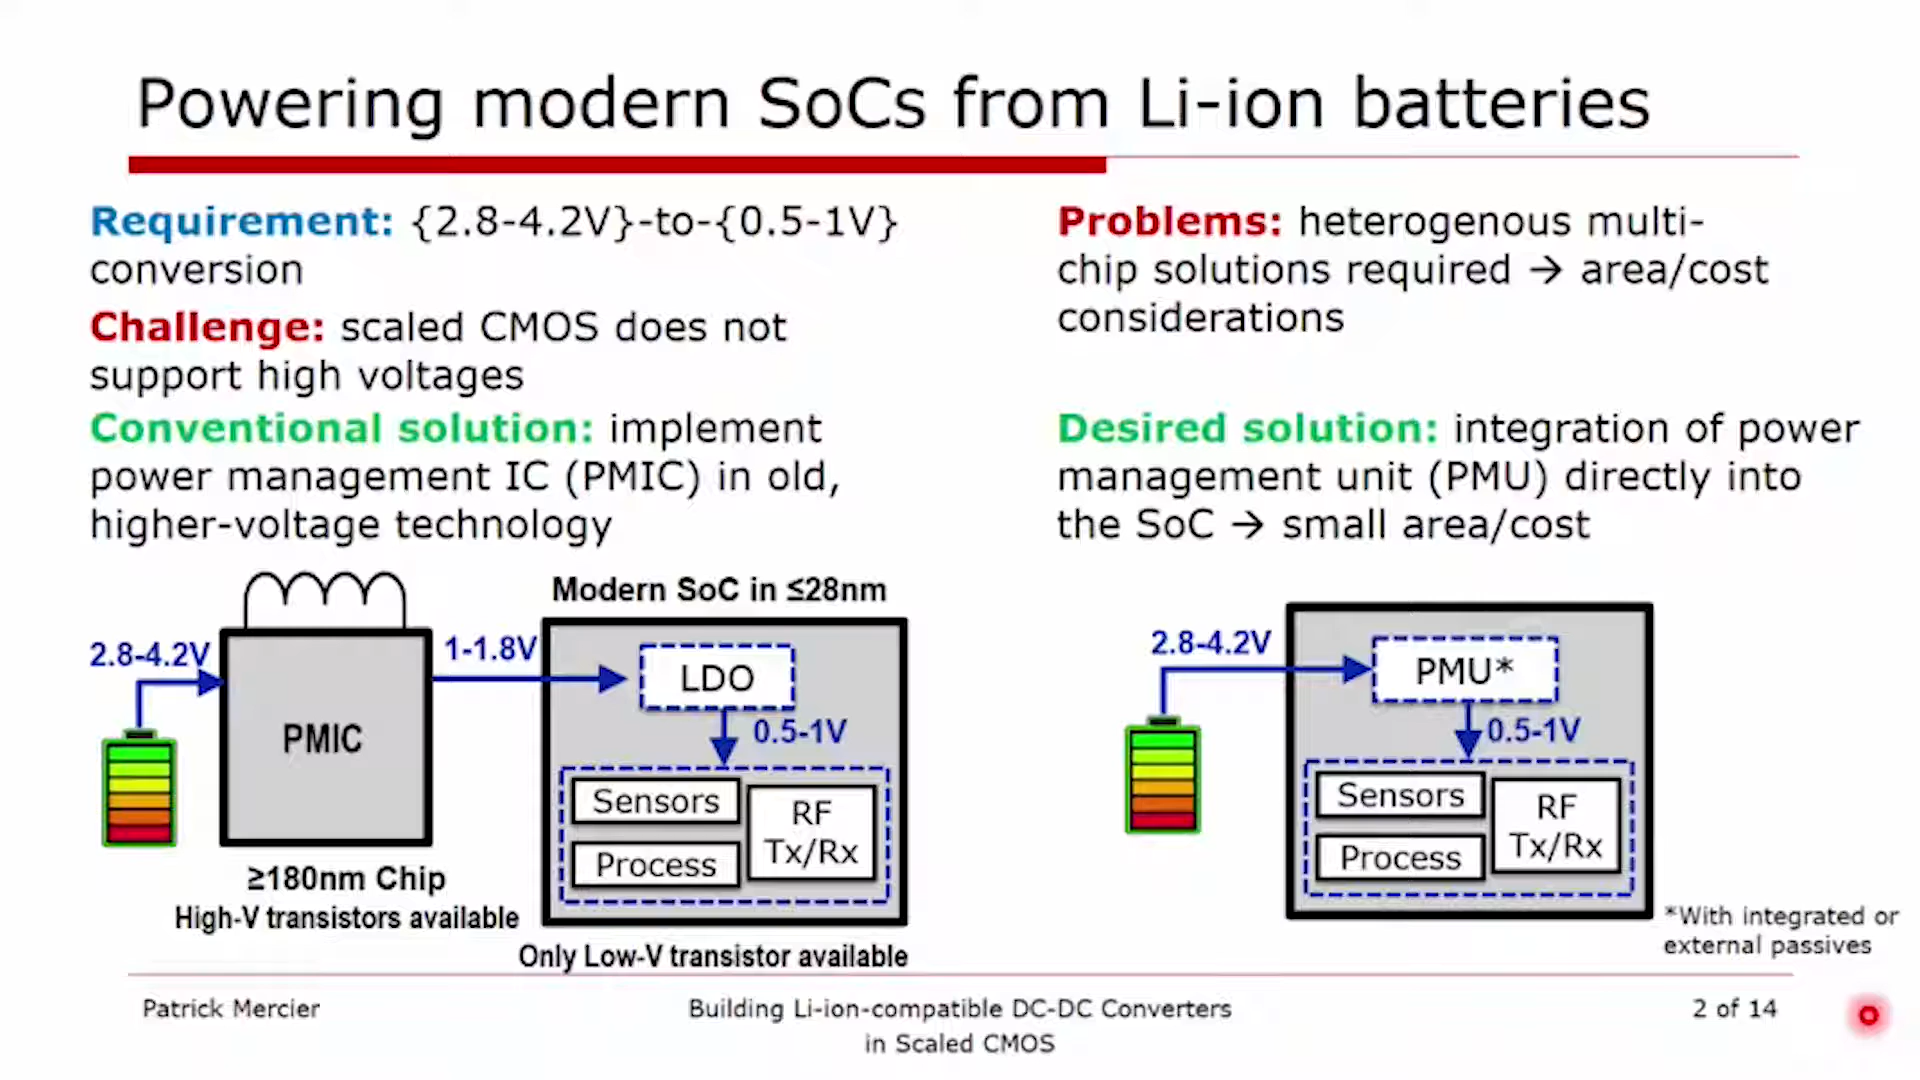 Powering modern SoCs from Li-ion batteries
Requirement: {2.8-4.2V}-to-{0.5-1V}
conversion
Challenge: scaled CMOS does not
support high voltages
Conventional solution: implement
power management IC (PMIC) in old,
higher-voltage technology
Problems: heterogenous multi-
chip solutions required → area/cost
considerations
Desired solution: integration of power
management unit (PMU) directly into
the SoC → small area/cost
2.8-4.2V
PMIC
≥180nm Chip
High-V transistors available
1-1.8V
Modern SoC in ≤28nm
LDO
0.5-1V
Sensors
Process
RF
Tx/Rx
Only Low-V transistor available
2.8-4.2V
PMU*
0.5-1V
Sensors
Process
RF
Tx/Rx
*With integrated or
external passives
Patrick Mercier
Building Li-ion-compatible DC-DC Converters
in Scaled CMOS
2 of 14